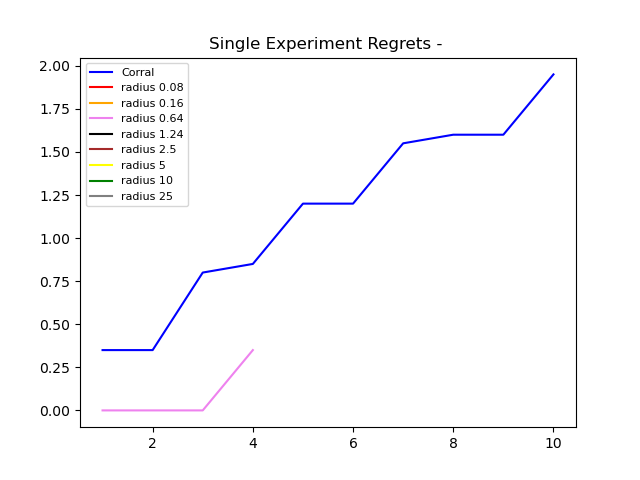 Single Experiment Regrets -
2.00
1.75
1.50
1.25
1.00
0.75
0.50
0.25
0.00
Corral
radius 0.08
radius 0.16
radius 0.64
radius 1.24
radius 2.5
radius 5
radius 10
radius 25
2 4 6 8 10